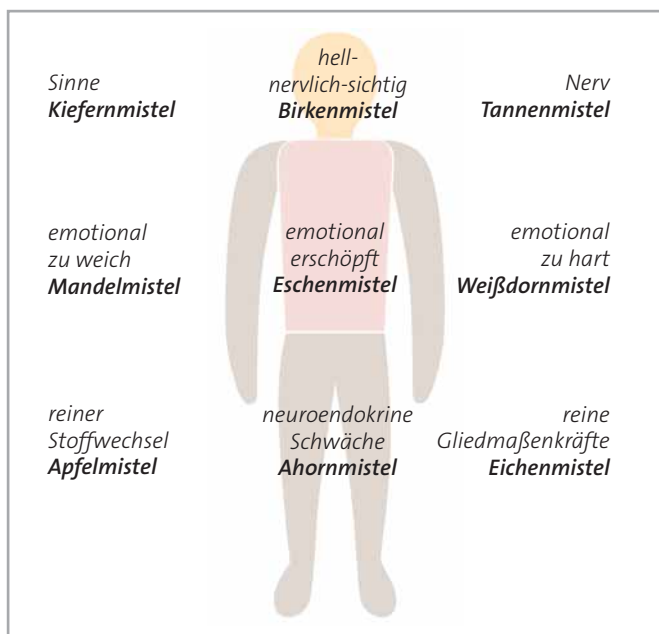 Sinne
Kiefernmistel
hell-
nervlich-sichtig
Birkenmistel
Nerv
Tannenmistel
emotional
zu weich
Mandelmistel
emotional
erschöpft
Eschenmistel
emotional
zu hart
Weißdornmistel
reiner
Stoffwechsel
Apfelmistel
neuroendokrine
Schwäche
Ahornmistel
reine
Gliedmaßenkräfte
Eichenmistel